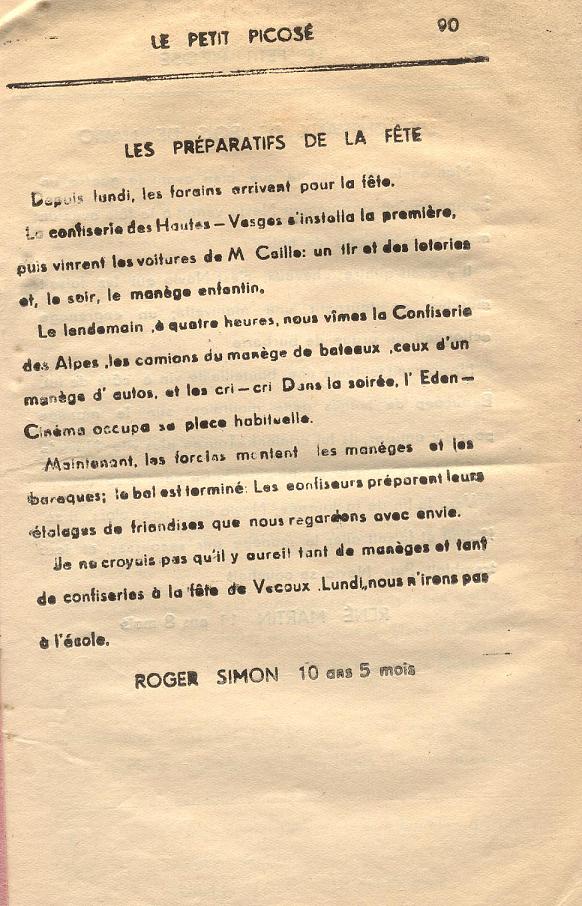 LE PETIT PICOSÉ
90
LES PRÉPARATIFS DE LA FÊTE
Depuis lundi, les forains arrivent pour la fête.
La confiserie des Hautes-Vosges s'installa la première,
puis vinrent les voitures de M Caille: un tir et des loteries
et, le soir, le manège enfantin.
Le lendemain ,à quatre heures, nous vîmes la Confiserie
des Alpes ,les camions du manège de bateaux ,ceux d'un
manège d' autos, et les cri-cri Dans la soirée, l' Eden-
Cinéma occupa sa place habituelle.
Maintenant, les forains montent les manèges et les
baraques; le bal est terminé: Les confiseurs préparent leurs
étalages de friandises que nous regardons avec envie.
Je ne croyais pas qu'il y aurait tant de manèges et tant
de confiseries à la fête de Vecoux .Lundi,nous n'irons pas
à l'école.
ROGER SIMON 10 ans 5 mois